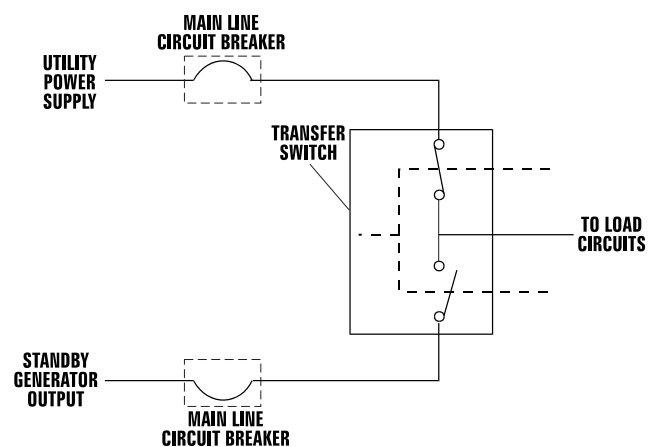 MAIN LINE
CIRCUIT BREAKER
UTILITY
POWER
SUPPLY
TRANSFER
SWITCH
TO LOAD
CIRCUITS
STANDBY
GENERATOR
OUTPUT
MAIN LINE
CIRCUIT BREAKER